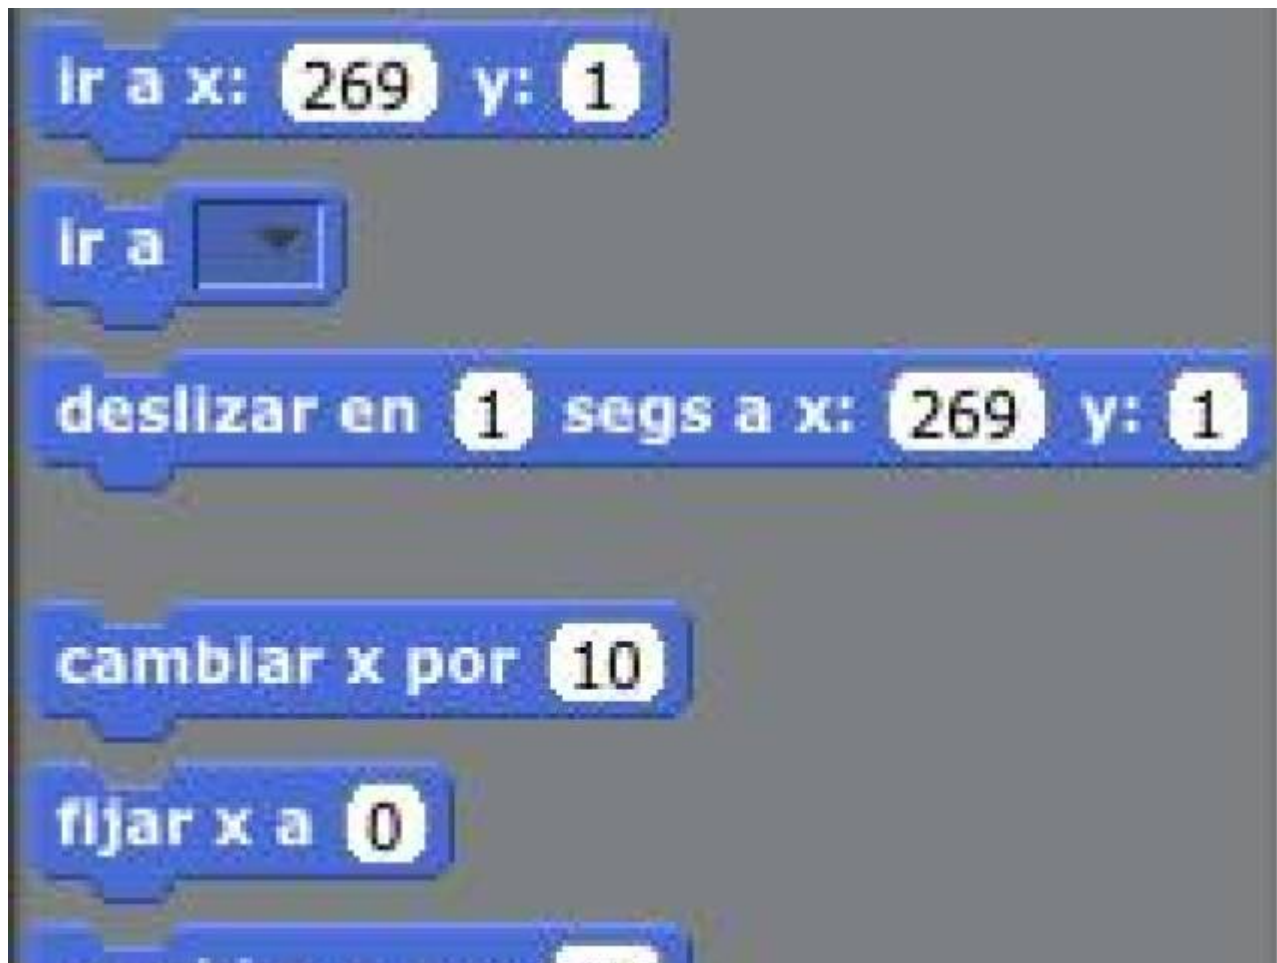 ir a x: 269 y: 1
ir a
deslizar en 1 segs a x: 269 y: 1
cambiar x por 10
fijar x a 0